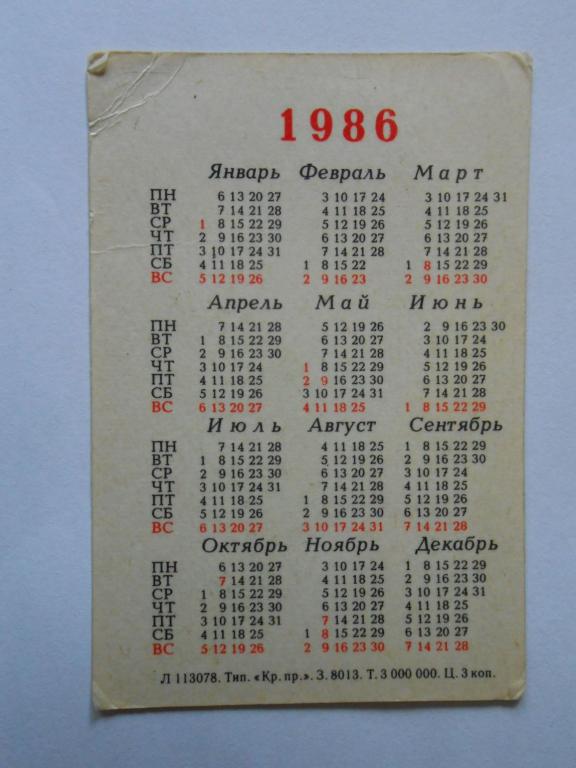 1986
Январь Февраль Март
ПН 6 13 20 27 3 10 17 24 3 10 17 24 31
ВТ 7 14 21 28 4 11 18 25 4 11 18 25
СР 1 8 15 22 29 5 12 19 26 5 12 19 26
ЧТ 2 9 16 23 30 6 13 20 27 6 13 20 27
ПТ 3 10 17 24 31 7 14 21 28 7 14 21 28
СБ 4 11 18 25 1 8 15 22 1 8 15 22 29
ВС 5 12 19 26 2 9 16 23 2 9 16 23 30
Апрель Май Июнь
ПН 7 14 21 28 5 12 19 26 2 9 16 23 30
ВТ 1 8 15 22 29 6 13 20 27 3 10 17 24
СР 2 9 16 23 30 7 14 21 28 4 11 18 25
ЧТ 3 10 17 24 1 8 15 22 29 5 12 19 26
ПТ 4 11 18 25 2 9 16 23 30 6 13 20 27
СБ 5 12 19 26 3 10 17 24 31 7 14 21 28
ВС 6 13 20 27 4 11 18 25 1 8 15 22 29
Июль Август Сентябрь
ПН 7 14 21 28 4 11 18 25 1 8 15 22 29
ВТ 1 8 15 22 29 5 12 19 26 2 9 16 23 30
СР 2 9 16 23 30 6 13 20 27 3 10 17 24
ЧТ 3 10 17 24 31 7 14 21 28 4 11 18 25
ПТ 4 11 18 25 1 8 15 22 29 5 12 19 26
СБ 5 12 19 26 2 9 16 23 30 6 13 20 27
ВС 6 13 20 27 3 10 17 24 31 7 14 21 28
Октябрь Ноябрь Декабрь
ПН 6 13 20 27 3 10 17 24 1 8 15 22 29
ВТ 7 14 21 28 4 11 18 25 2 9 16 23 30
СР 1 8 15 22 29 5 12 19 26 3 10 17 24 31
ЧТ 2 9 16 23 30 6 13 20 27 4 11 18 25
ПТ 3 10 17 24 31 7 14 21 28 5 12 19 26
СБ 4 11 18 25 1 8 15 22 29 6 13 20 27
ВС 5 12 19 26 2 9 16 23 30 7 14 21 28
Л 113078. Тип. «Кр. пр.». З. 8013. Т. 3 000 000. Ц. 3 коп.